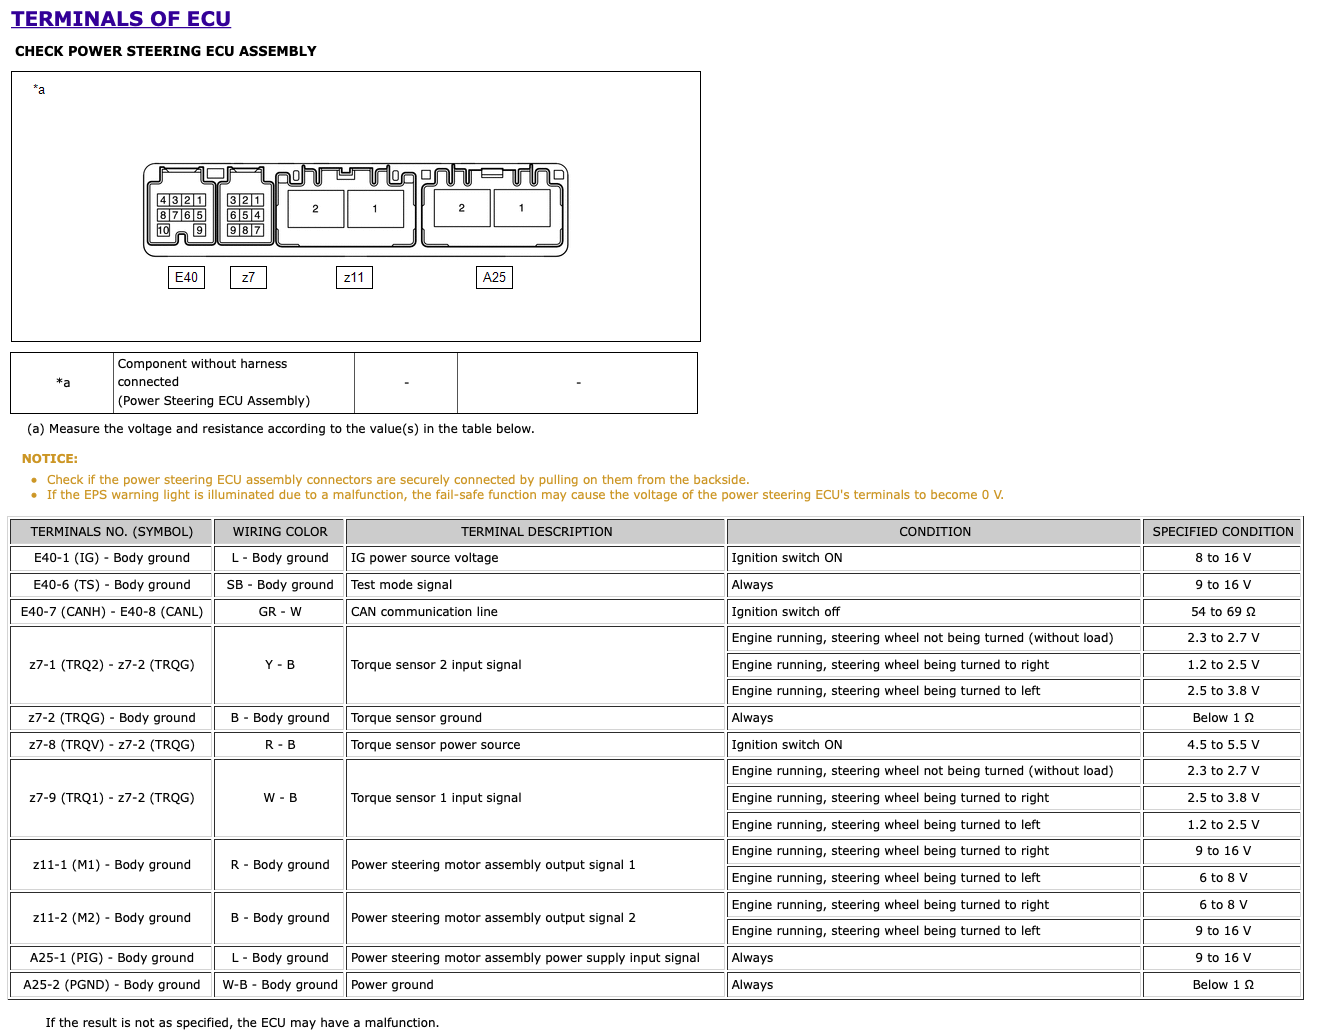 TERMINALS OF ECU
CHECK POWER STEERING ECU ASSEMBLY
*a
4 3 2 1
8 7 6 5
10 9
3 2 1
6 5 4
9 8 7
2 1
2 1
E40 z7 z11 A25
*a
Component without harness
connected
(Power Steering ECU Assembly)
- -
(a) Measure the voltage and resistance according to the value(s) in the table below.
NOTICE:
• Check if the power steering ECU assembly connectors are securely connected by pulling on them from the backside.
• If the EPS warning light is illuminated due to a malfunction, the fail-safe function may cause the voltage of the power steering ECU's terminals to become 0 V.
TERMINALS NO. (SYMBOL) WIRING COLOR TERMINAL DESCRIPTION CONDITION SPECIFIED CONDITION
E40-1 (IG) - Body ground L - Body ground IG power source voltage Ignition switch ON 8 to 16 V
E40-6 (TS) - Body ground SB - Body ground Test mode signal Always 9 to 16 V
E40-7 (CANH) - E40-8 (CANL) GR - W CAN communication line Ignition switch off 54 to 69 Ω
z7-1 (TRQ2) - z7-2 (TRQG) Y - B Torque sensor 2 input signal Engine running, steering wheel not being turned (without load) 2.3 to 2.7 V
Engine running, steering wheel being turned to right 1.2 to 2.5 V
Engine running, steering wheel being turned to left 2.5 to 3.8 V
z7-2 (TRQG) - Body ground B - Body ground Torque sensor ground Always Below 1 Ω
z7-8 (TRQV) - z7-2 (TRQG) R - B Torque sensor power source Ignition switch ON 4.5 to 5.5 V
z7-9 (TRQ1) - z7-2 (TRQG) W - B Torque sensor 1 input signal Engine running, steering wheel not being turned (without load) 2.3 to 2.7 V
Engine running, steering wheel being turned to right 2.5 to 3.8 V
Engine running, steering wheel being turned to left 1.2 to 2.5 V
z11-1 (M1) - Body ground R - Body ground Power steering motor assembly output signal 1 Engine running, steering wheel being turned to right 9 to 16 V
Engine running, steering wheel being turned to left 6 to 8 V
z11-2 (M2) - Body ground B - Body ground Power steering motor assembly output signal 2 Engine running, steering wheel being turned to right 6 to 8 V
Engine running, steering wheel being turned to left 9 to 16 V
A25-1 (PIG) - Body ground L - Body ground Power steering motor assembly power supply input signal Always 9 to 16 V
A25-2 (PGND) - Body ground W-B - Body ground Power ground Always Below 1 Ω
If the result is not as specified, the ECU may have a malfunction.